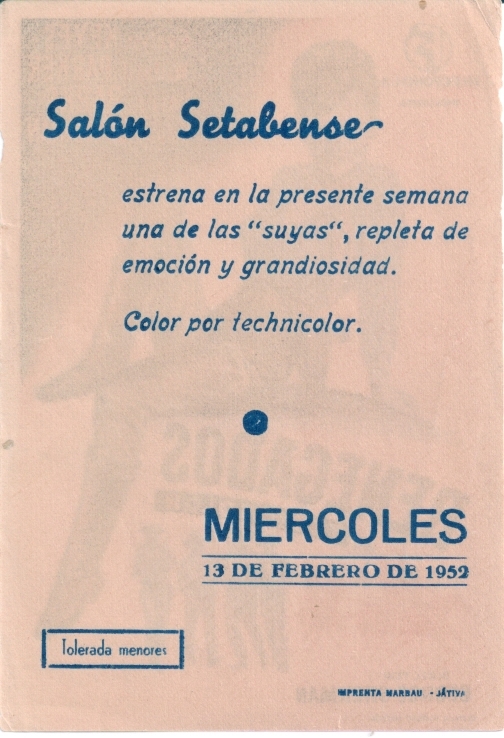 Salón Setabense
estrena en la presente semana
una de las "suyas", repleta de
emoción y grandiosidad.
Color por technicolor.
MIERCOLES
13 DE FEBRERO DE 1952
Tolerada menores
IMPRENTA MARBAU - JÁTIVA
RENEGADOS